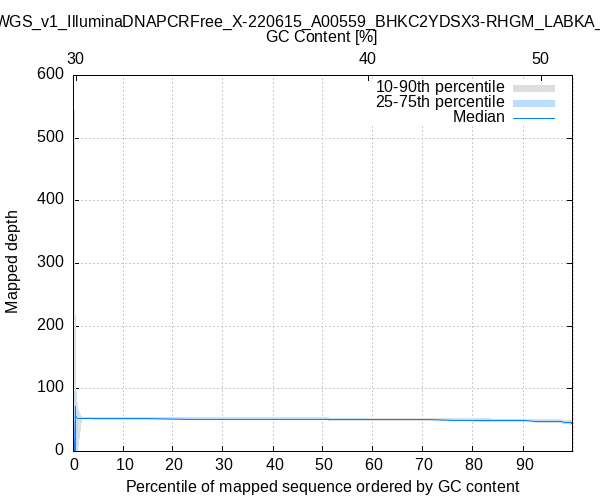 WGS_v1_IlluminaDNAPCRFree_X-220615_A00559_BHKC2YDSX3-RHGM_LABKA_
GC Content [%]
30 40 50
10-90th percentile
25-75th percentile
Median
600
500
400
300
200
100
0
Mapped depth
0 10 20 30 40 50 60 70 80 90
Percentile of mapped sequence ordered by GC content